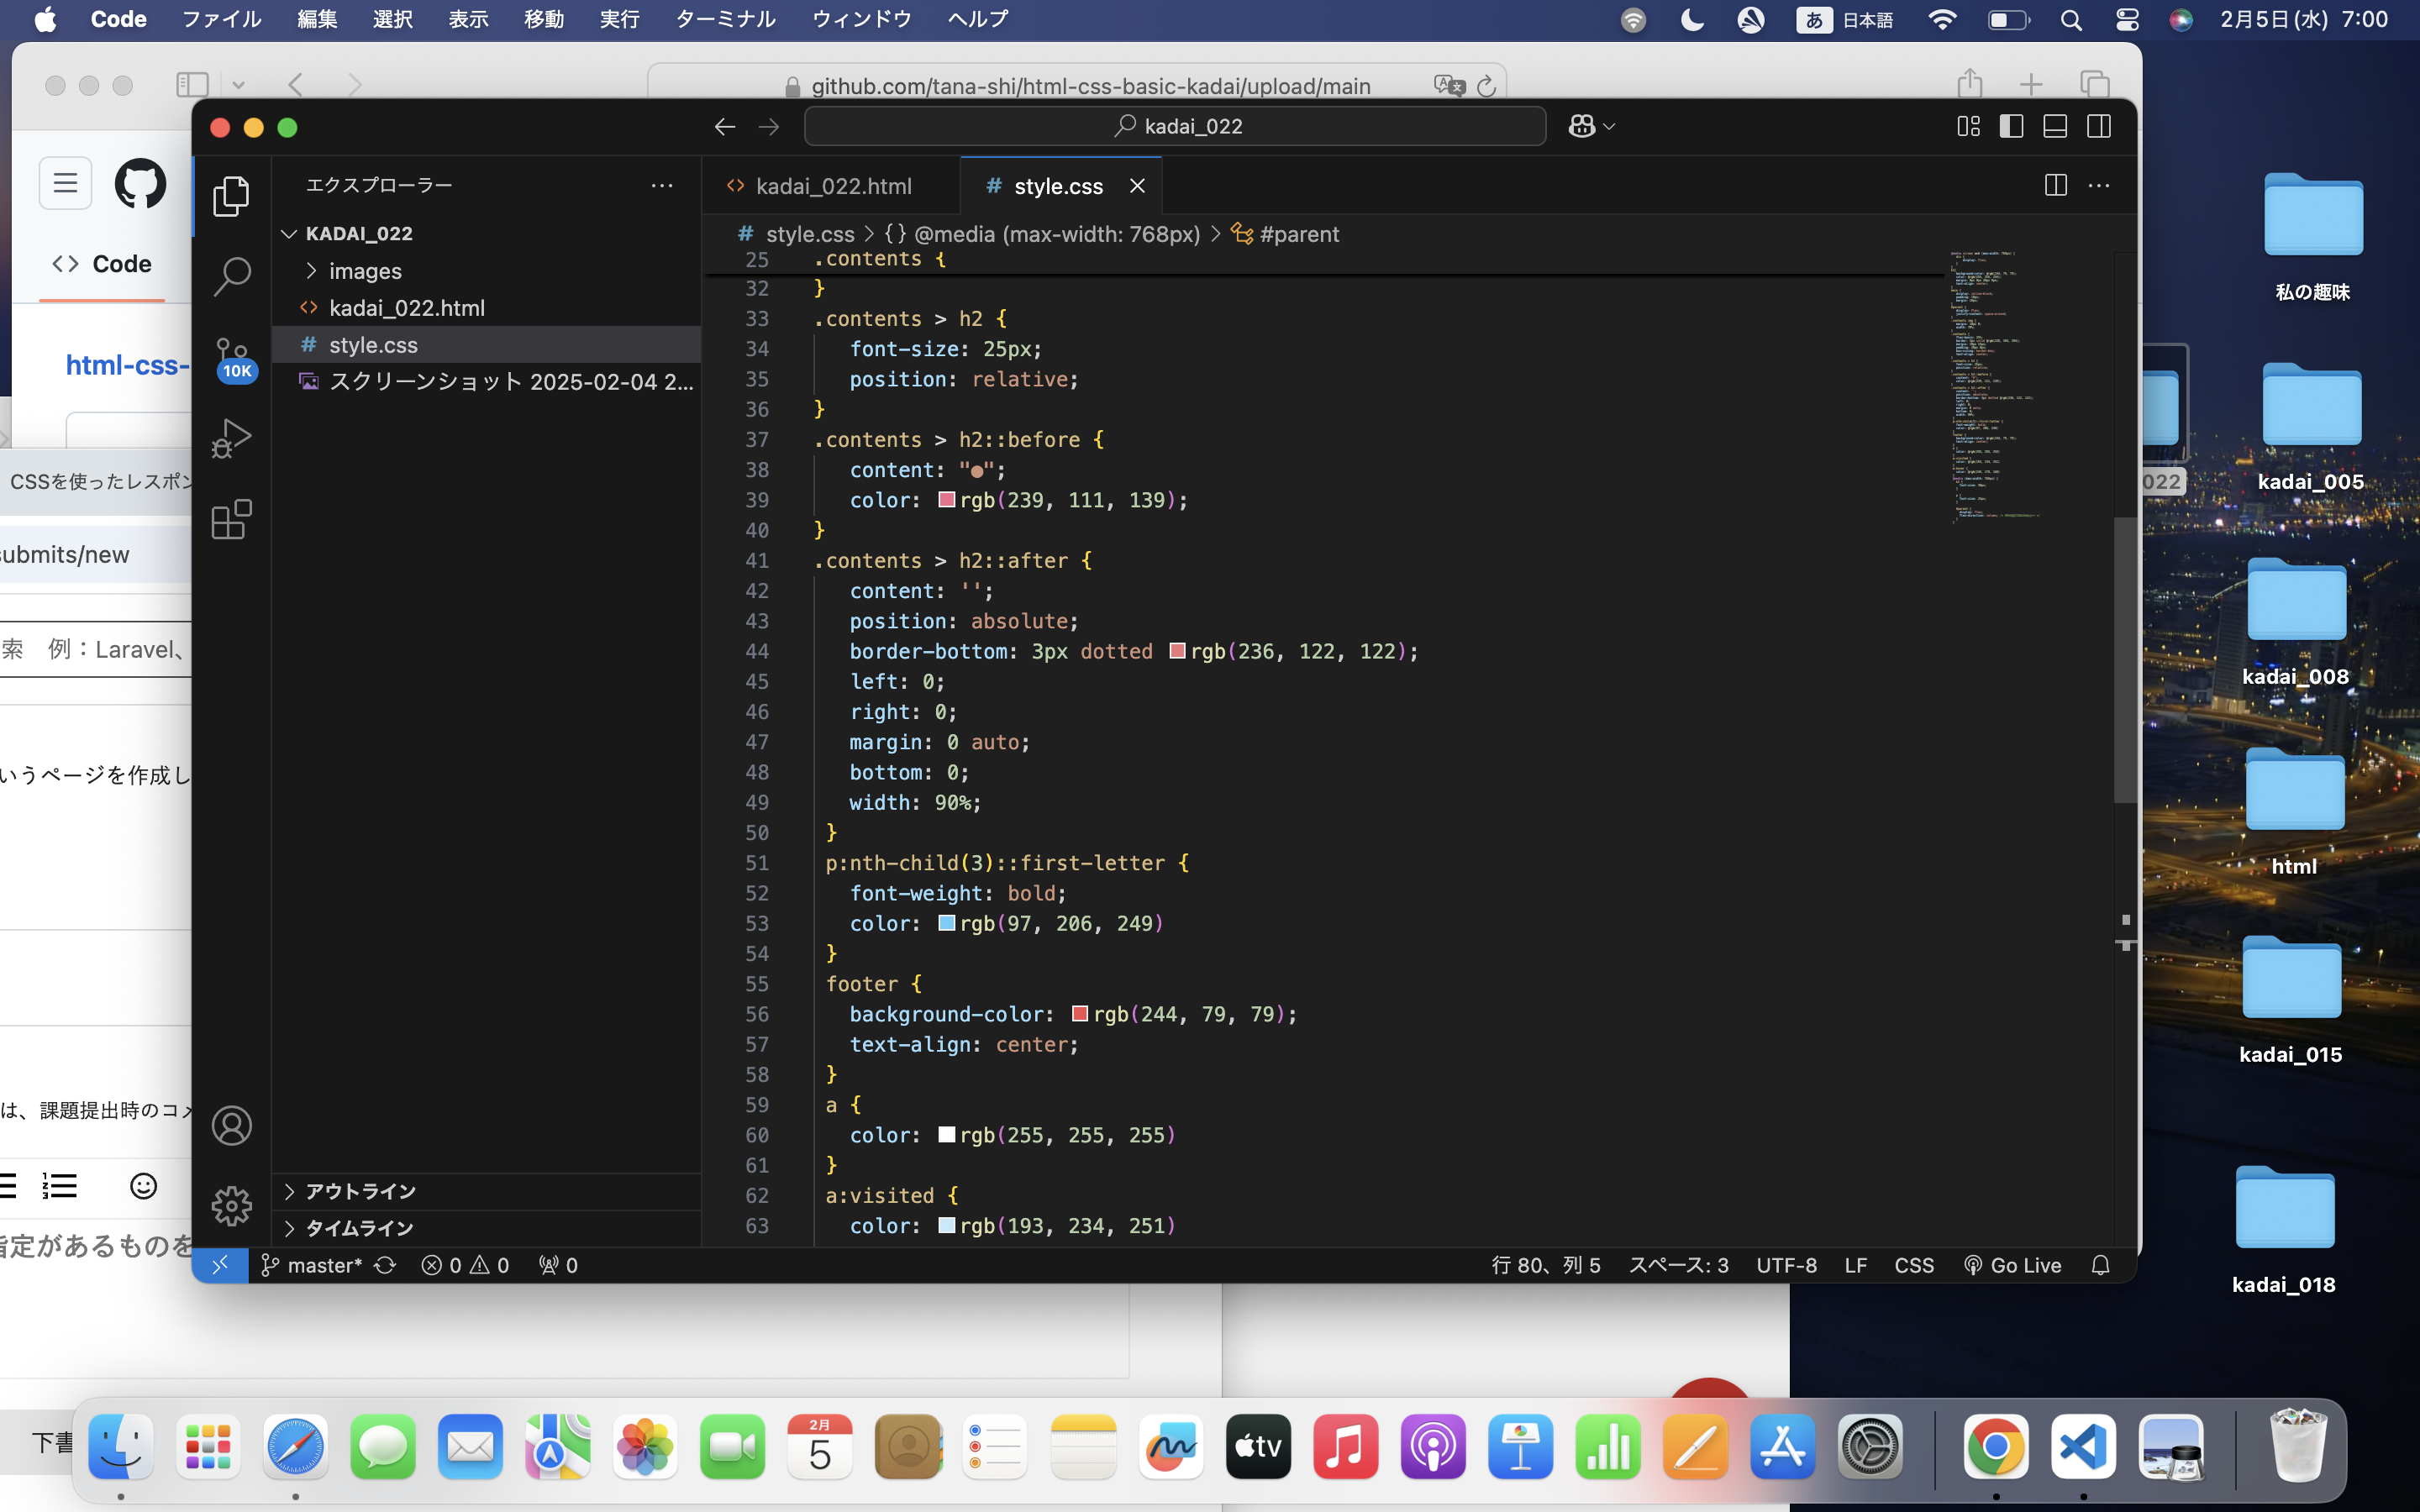 Code ファイル 編集 選択 表示 移動 実行 ターミナル ウィンドウ ヘルプ
あ 日本語 2月5日(水) 7:00
github.com/tana-shi/html-css-basic-kadai/upload/main
kadai_022
Code
html-css-
CSSを使ったレスポン
submits/new
索 例：Laravel、
いうページを作成し
は、課題提出時のコメ
指定があるものを
下書
エクスプローラー
KADAI_022
images
kadai_022.html
style.css
スクリーンショット 2025-02-04 2...
10K
アウトライン
タイムライン
kadai_022.html
# style.css
# style.css > {} @media (max-width: 768px) > #parent
25 .contents {
32 }
33 .contents > h2 {
34 font-size: 25px;
35 position: relative;
36 }
37 .contents > h2::before {
38 content: "●";
39 color: rgb(239, 111, 139);
40 }
41 .contents > h2::after {
42 content: '';
43 position: absolute;
44 border-bottom: 3px dotted rgb(236, 122, 122);
45 left: 0;
46 right: 0;
47 margin: 0 auto;
48 bottom: 0;
49 width: 90%;
50 }
51 p:nth-child(3)::first-letter {
52 font-weight: bold;
53 color: rgb(97, 206, 249)
54 }
55 footer {
56 background-color: rgb(244, 79, 79);
57 text-align: center;
58 }
59 a {
60 color: rgb(255, 255, 255)
61 }
62 a:visited {
63 color: rgb(193, 234, 251)
master* 0 0 0
行 80、列 5 スペース: 3 UTF-8 LF CSS Go Live
私の趣味
022
kadai_005
kadai_008
html
kadai_015
kadai_018
2月
5
tv